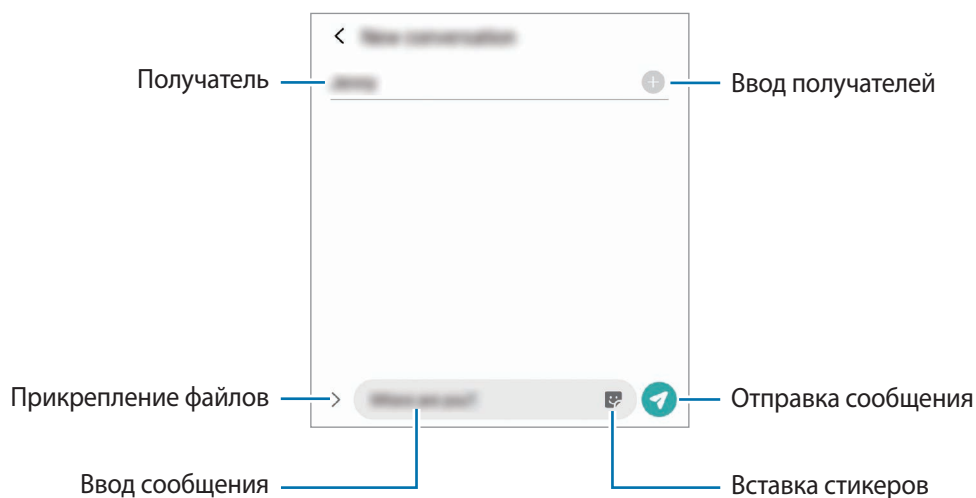 Получатель
Ввод получателей
Прикрепление файлов
Отправка сообщения
Ввод сообщения
Вставка стикеров